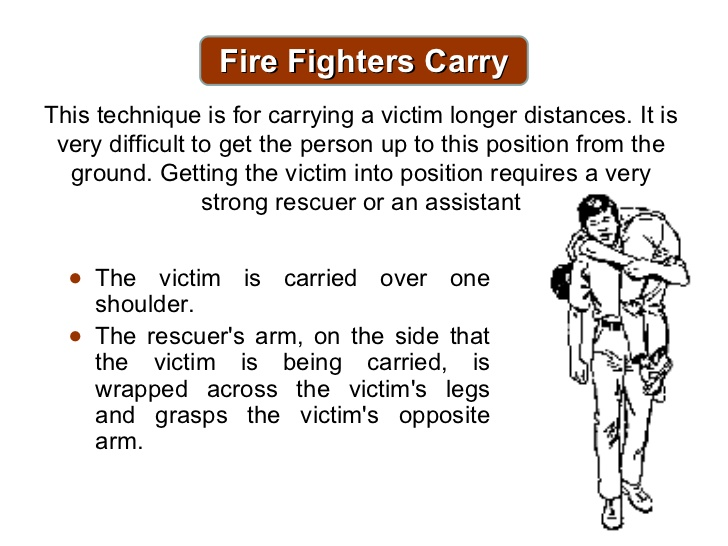 Fire Fighters Carry
This technique is for carrying a victim longer distances. It is
very difficult to get the person up to this position from the
ground. Getting the victim into position requires a very
strong rescuer or an assistant
• The victim is carried over one
shoulder.
• The rescuer's arm, on the side that
the victim is being carried, is
wrapped across the victim's legs
and grasps the victim's opposite
arm.